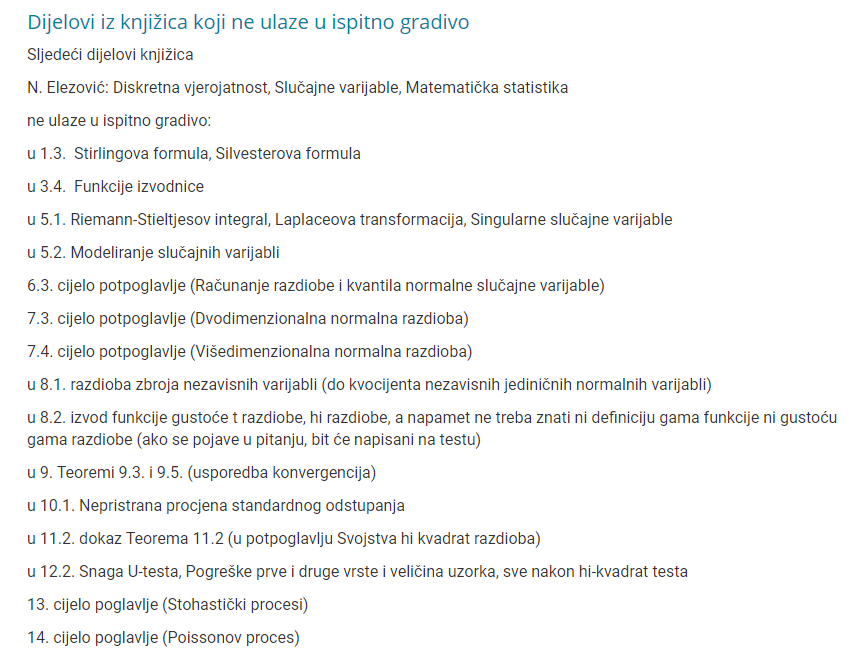 Dijelovi iz knjižica koji ne ulaze u ispitno gradivo
Sljedeći dijelovi knjižica
N. Elezović: Diskretna vjerojatnost, Slučajne varijable, Matematička statistika
ne ulaze u ispitno gradivo:
u 1.3.  Stirlingova formula, Silvesterova formula
u 3.4.  Funkcije izvodnice
u 5.1. Riemann-Stieltjesov integral, Laplaceova transformacija, Singularne slučajne varijable
u 5.2. Modeliranje slučajnih varijabli
6.3. cijelo potpoglavlje (Računanje razdiobe i kvantila normalne slučajne varijable)
7.3. cijelo potpoglavlje (Dvodimenzionalna normalna razdioba)
7.4. cijelo potpoglavlje (Višedimenzionalna normalna razdioba)
u 8.1. razdioba zbroja nezavisnih varijabli (do kvocijenta nezavisnih jediničnih normalnih varijabli)
u 8.2. izvod funkcije gustoće t razdiobe, hi razdiobe, a napamet ne treba znati ni definiciju gama funkcije ni gustoću
gama razdiobe (ako se pojave u pitanju, bit će napisani na testu)
u 9. Teoremi 9.3. i 9.5. (usporedba konvergencija)
u 10.1. Nepristrana procjena standardnog odstupanja
u 11.2. dokaz Teorema 11.2 (u potpoglavlju Svojstva hi kvadrat razdioba)
u 12.2. Snaga U-testa, Pogreške prve i druge vrste i veličina uzorka, sve nakon hi-kvadrat testa
13. cijelo poglavlje (Stohastički procesi)
14. cijelo poglavlje (Poissonov proces)